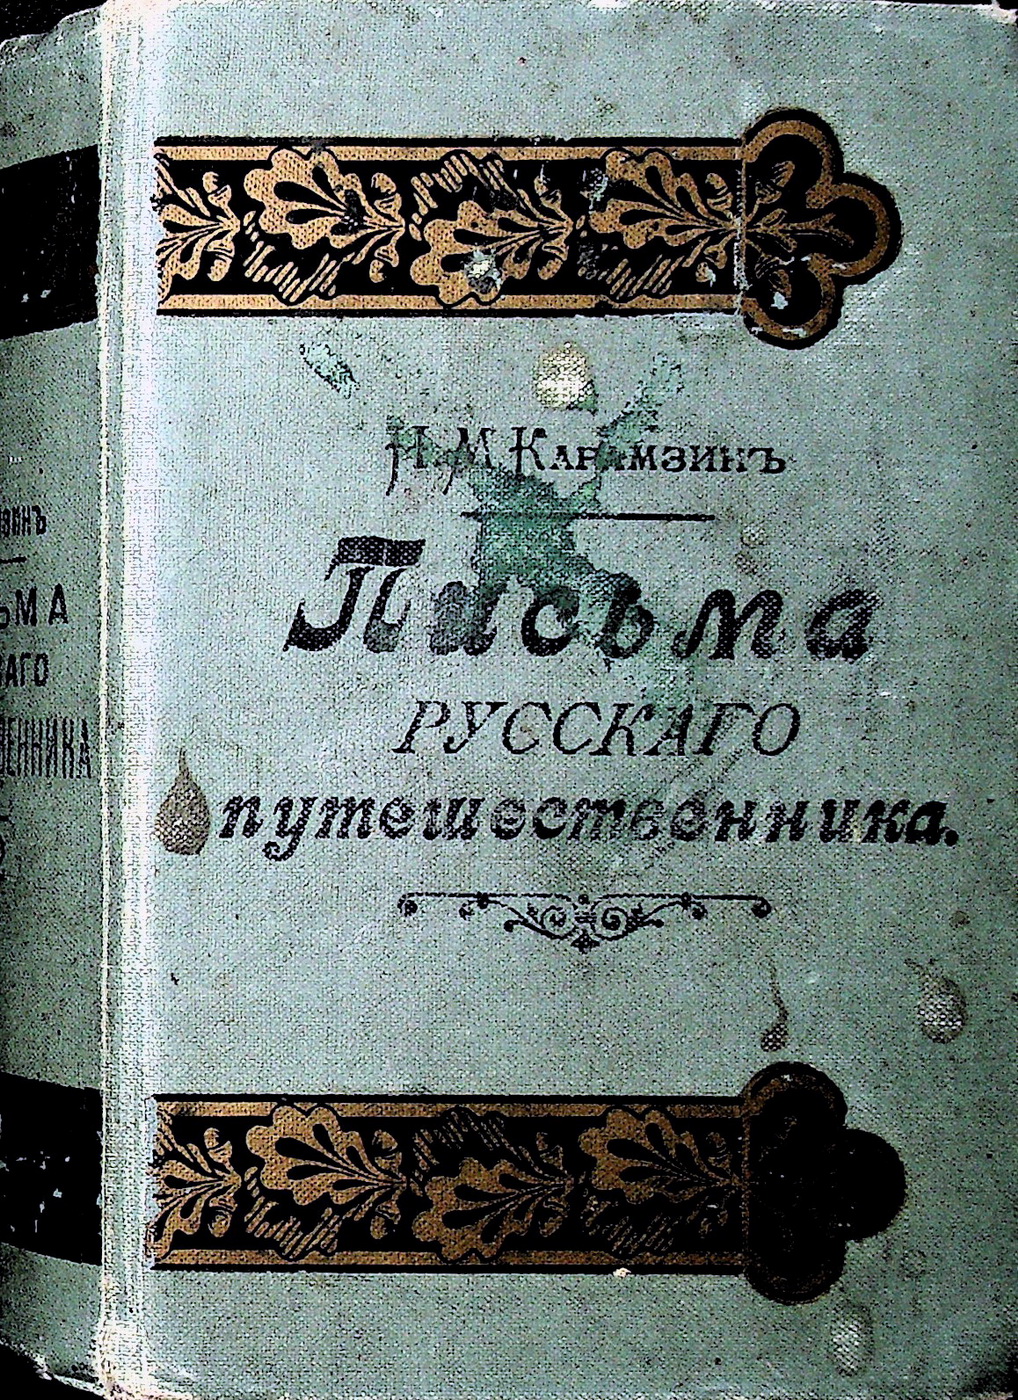 Н. М. Карамзинъ
Письма
русскаго
путешественника.